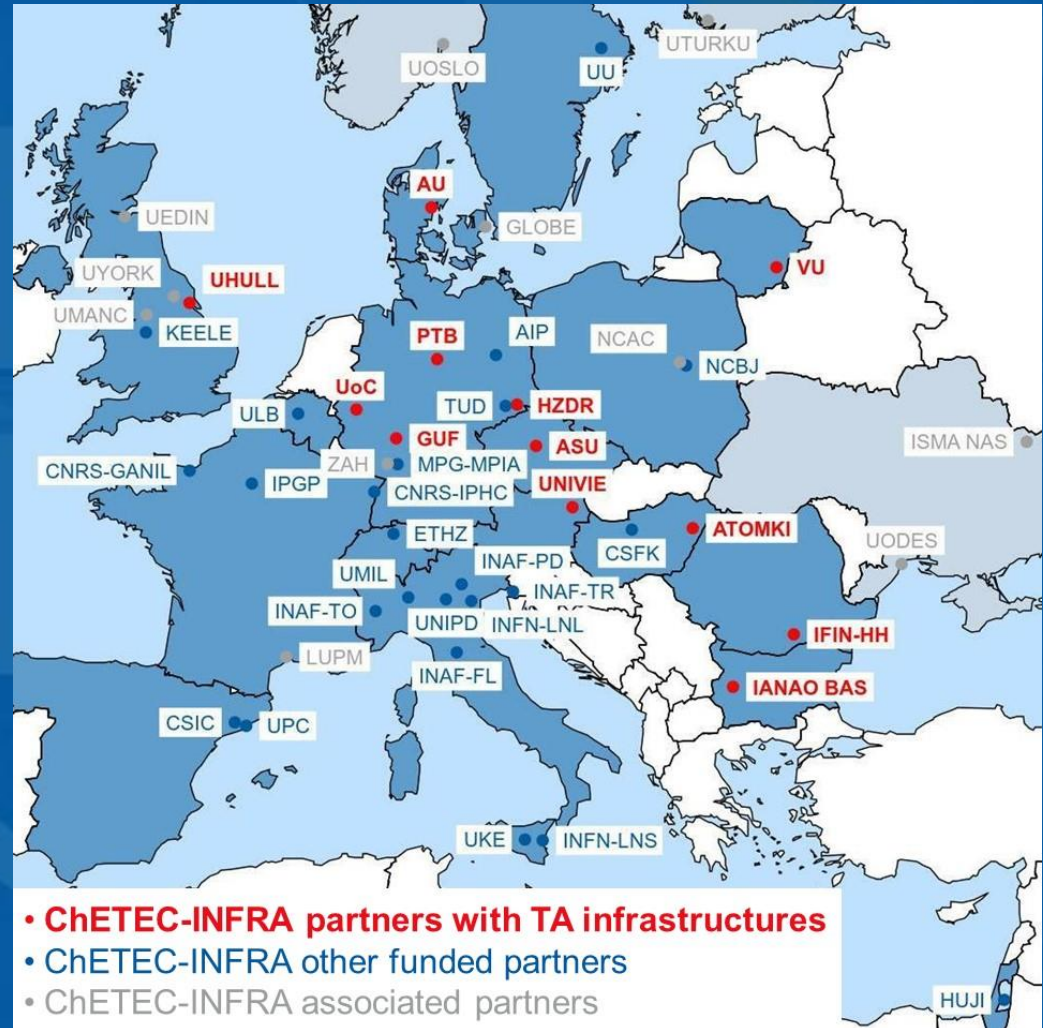 UTURKU
UOSLO
UU
AU
UEDIN
GLOBE
UYORK
UHULL
VU
UMANC
KEELE
PTB
AIP
NCAC
NCBJ
UoC
ULB
TUD
HZDR
GUF
ASU
ISMA NAS
CNRS-GANIL
ZAH
MPG-MPIA
IPGP
UNIVIE
CNRS-IPHC
ETHZ
ATOMKI
CSFK
UODES
INAF-PD
UMIL
INAF-TR
INAF-TO
UNIPD
INFN-LNL
IFIN-HH
LUPM
INAF-FL
IANAO BAS
CSIC
UPC
UKE
INFN-LNS
• ChETEC-INFRA partners with TA infrastructures
• ChETEC-INFRA other funded partners
• ChETEC-INFRA associated partners
HUJI